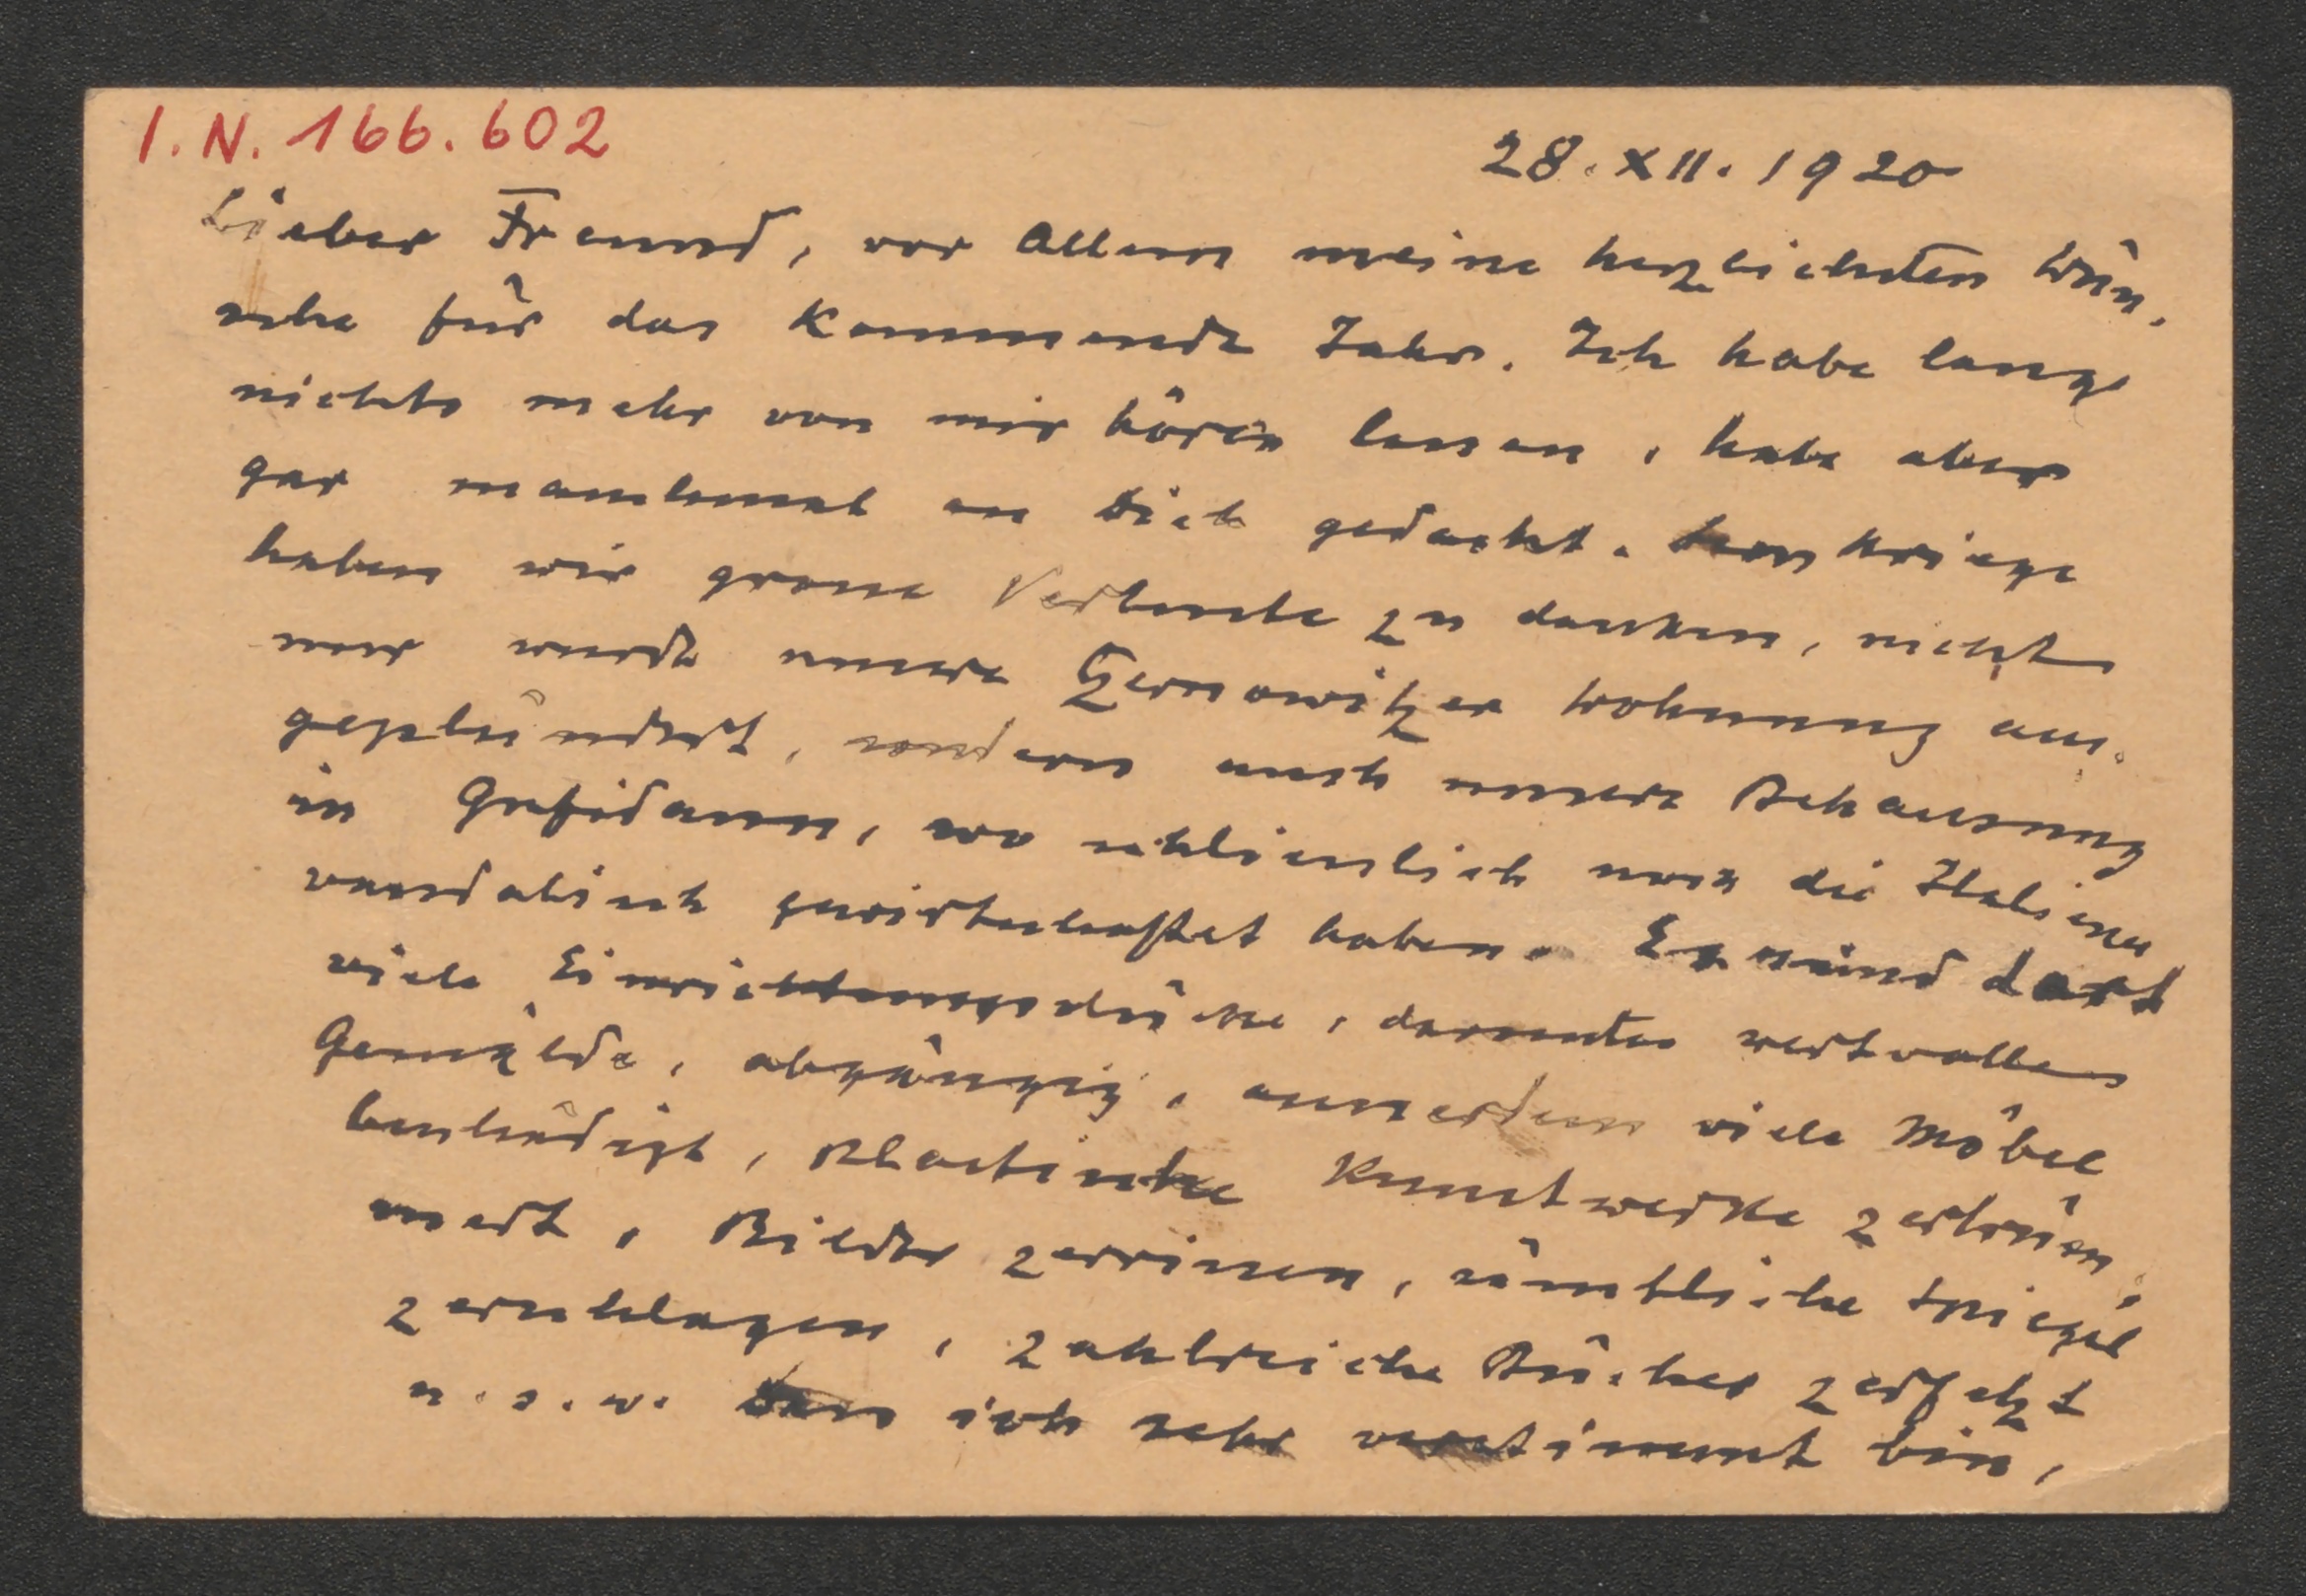 I.N. 166.602
28. XII. 1920
Lieber Freund, vor Allem meine herzlichsten Wün-
sche für das Kommende Jahr. Ich habe lange
nichts mehr von mir hören lassen, habe aber
gar manchmal an Dich gedacht. Kriege
haben wir grosse Verluste zu danken, nicht
nur wurde unsere Czernowitzer Wohnung aus-
geplündert, sondern auch unsere Behausung
in Gufidaun, wo schliesslich noch die Italiener
vandalisch gewirtschaftet haben. Es sind dort
viele Einrichtungsstücke, darunter wertvolle
Gemälde, abgängig, ausserdem viele Möbel
beschädigt, Plastische Kunstwerke zertrüm-
mert, Bilder zerrissen, sämtliche Spiegel
zerschlagen, zahlreiche Bücher zerfetzt
u.s.w. Dass ich sehr verstimmt bin,